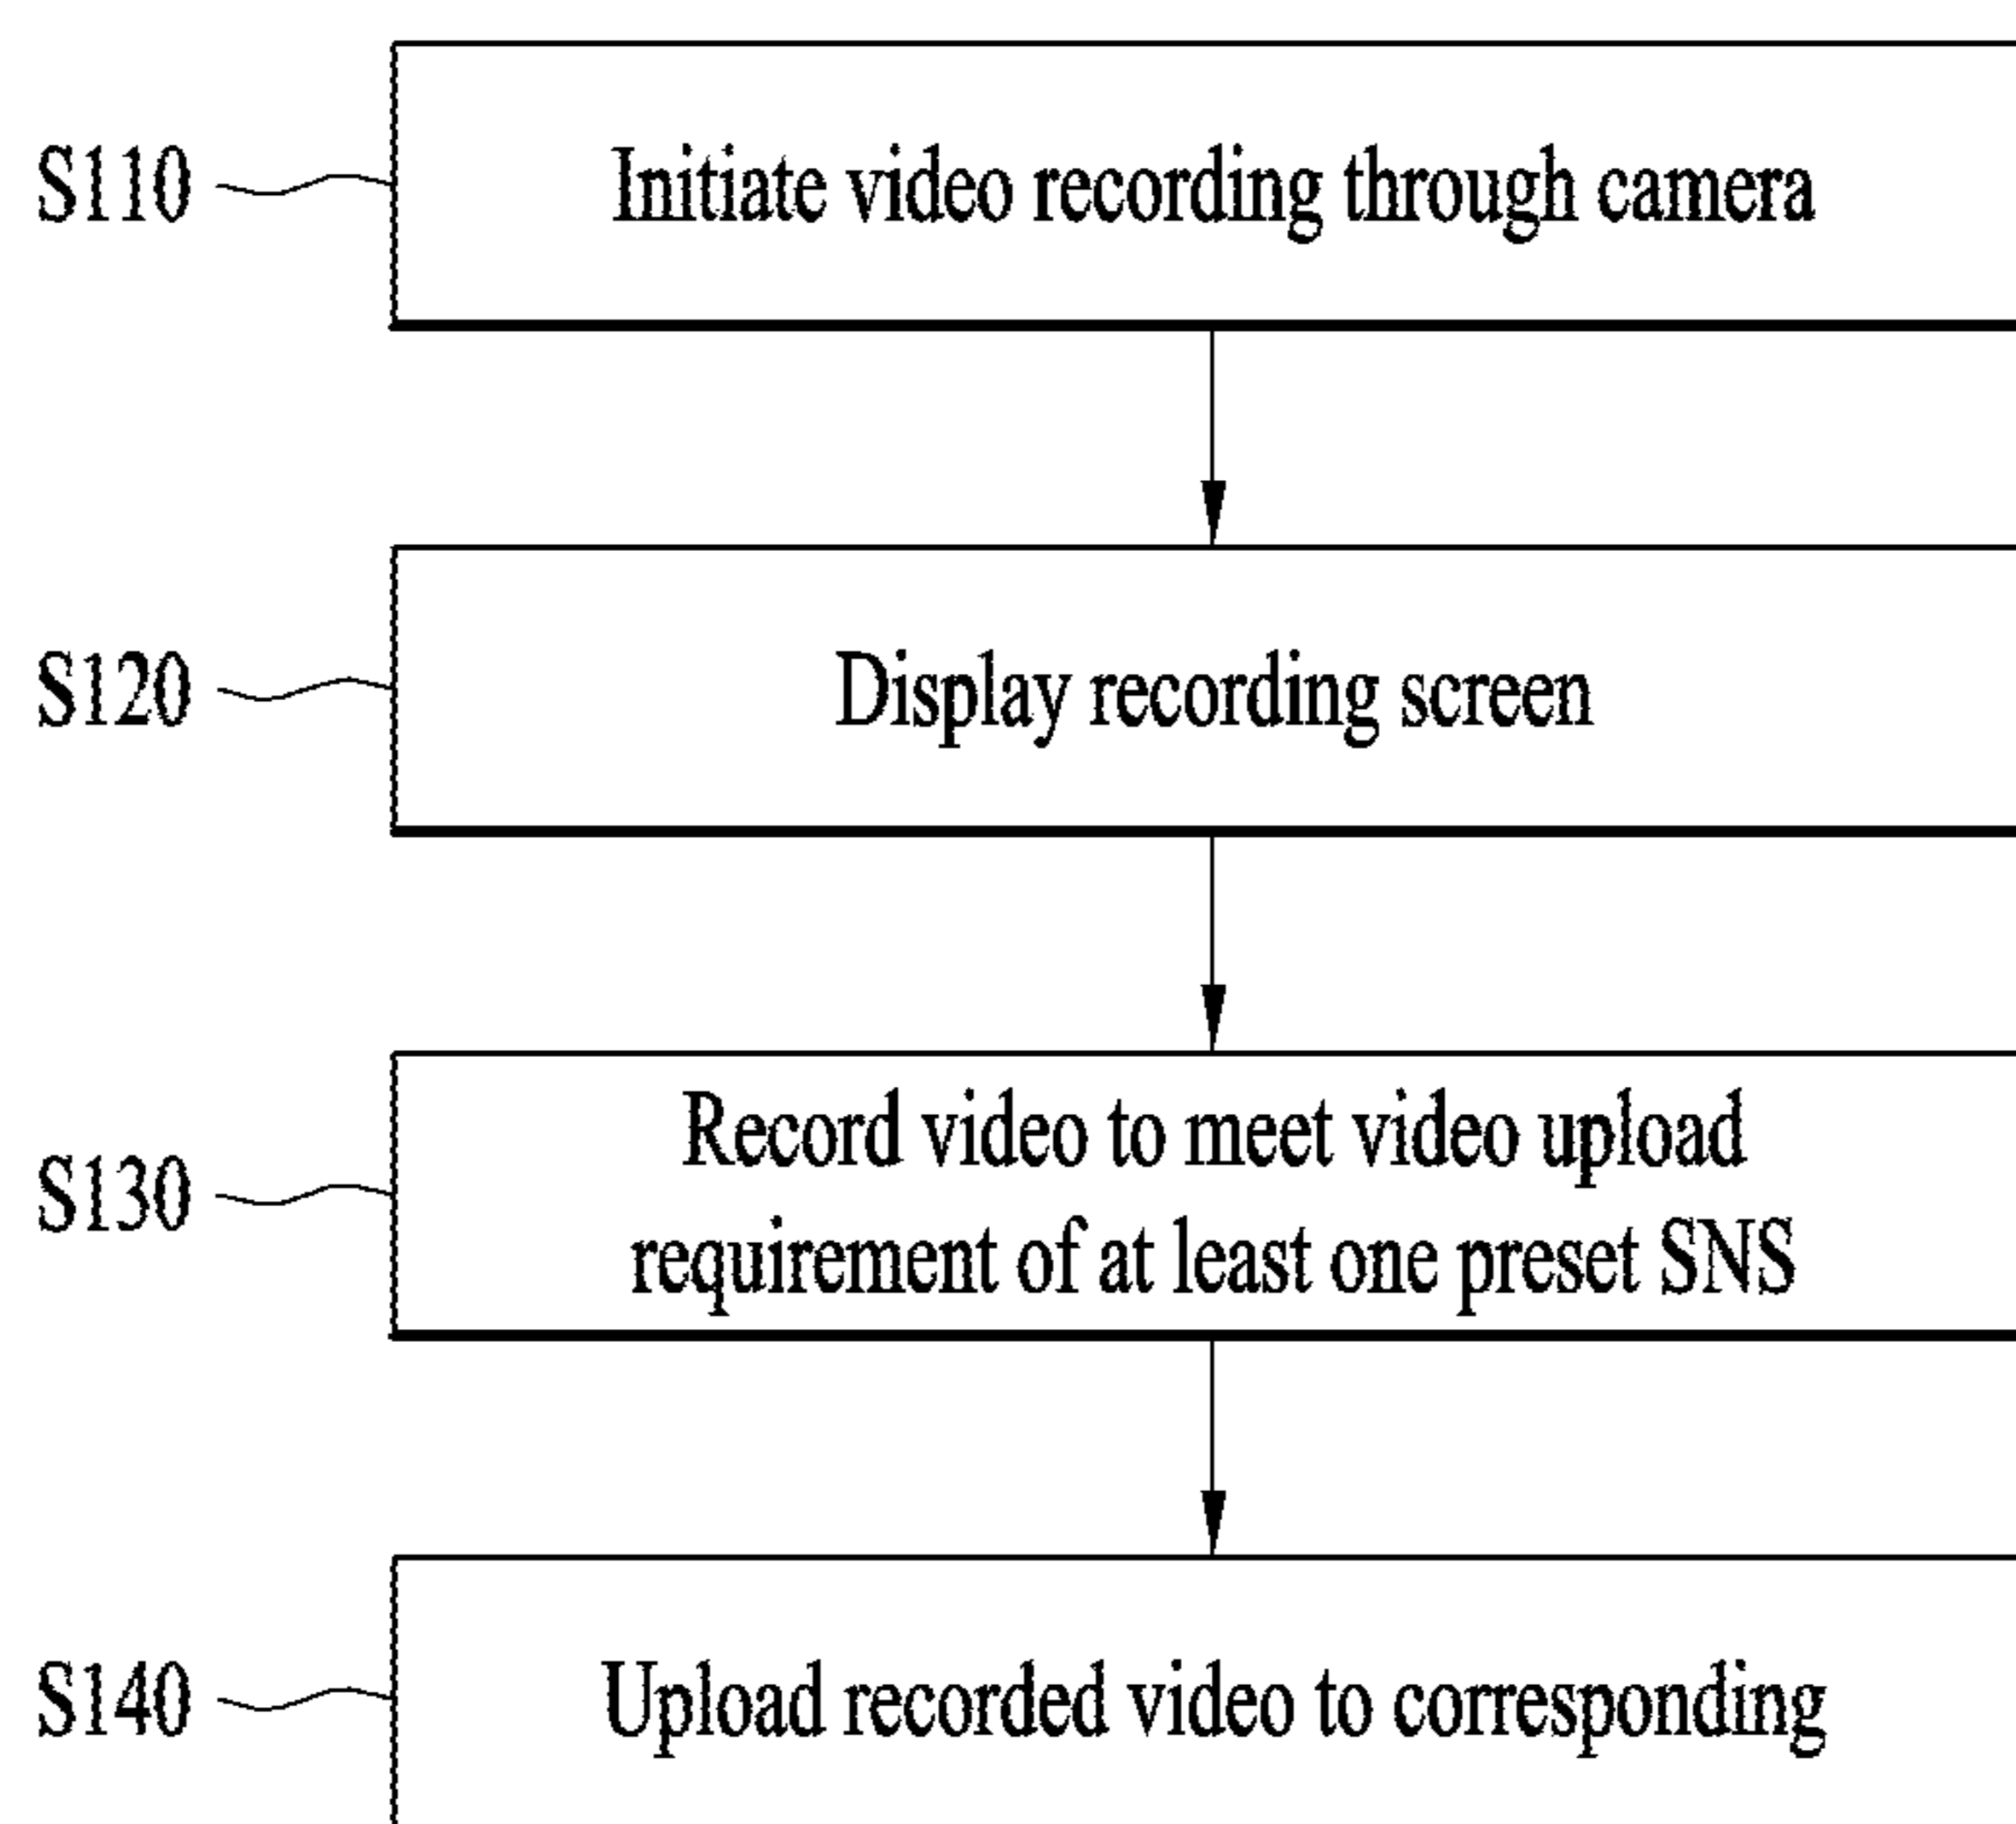 S110 Initiate video recording through camera
S120 Display recording screen
Record video to meet video upload
S130
requirement of at least one preset SNS
S140 Upload recorded video to corresponding